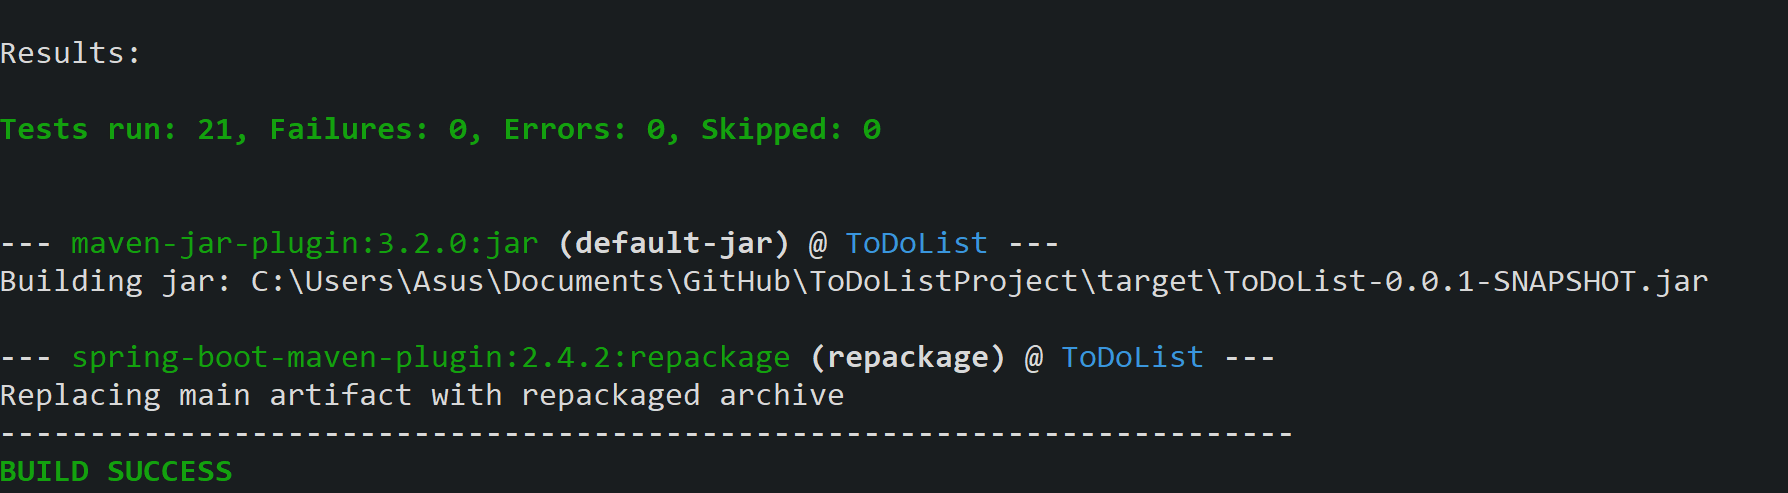 Results:
Tests run: 21, Failures: 0, Errors: 0, Skipped: 0
--- maven-jar-plugin:3.2.0:jar (default-jar) @ ToDoList ---
Building jar: C:\Users\Asus\Documents\GitHub\ToDoListProject\target\ToDoList-0.0.1-SNAPSHOT.jar
--- spring-boot-maven-plugin:2.4.2:repackage (repackage) @ ToDoList ---
Replacing main artifact with repackaged archive
------------------------------------------------------------------------
BUILD SUCCESS